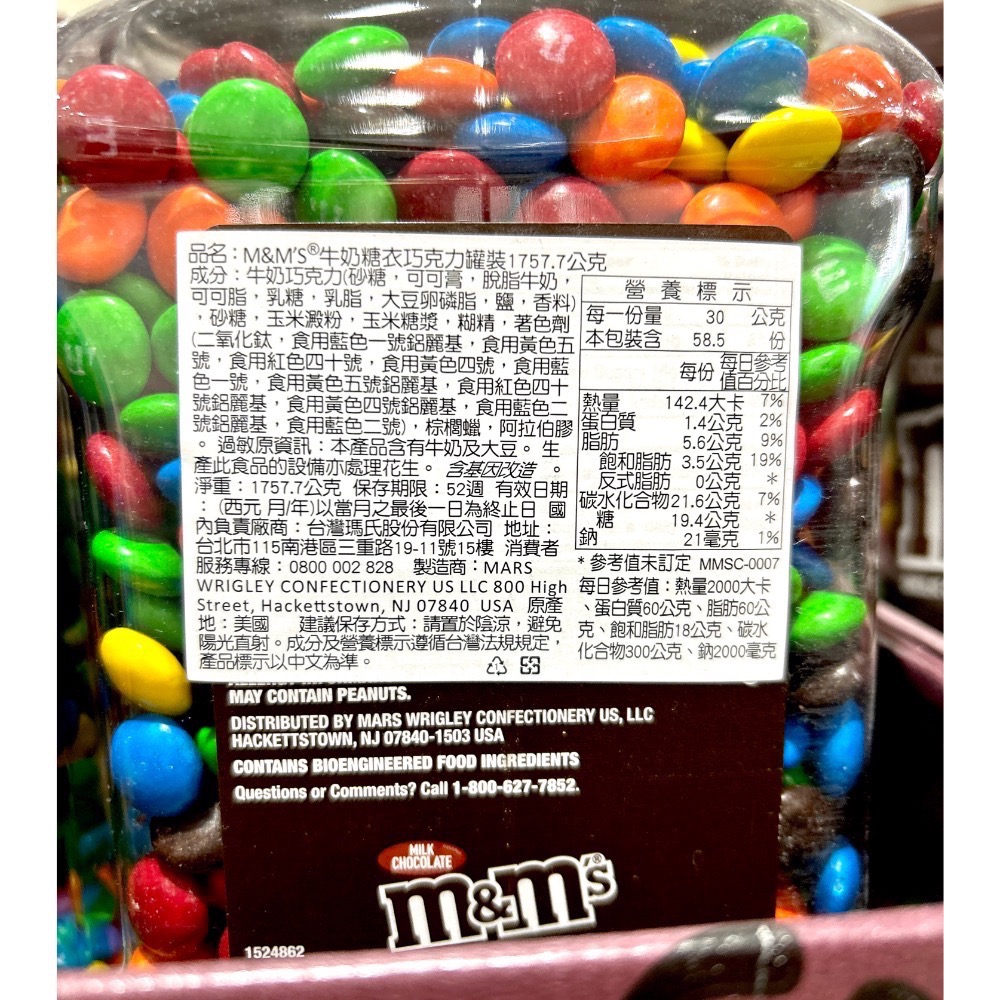 品名：M&M'S®牛奶糖衣巧克力罐裝1757.7公克
成分：牛奶巧克力(砂糖，可可膏，脫脂牛奶，
可可脂，乳糖，乳脂，大豆卵磷脂，鹽，香料)
，砂糖，玉米澱粉，玉米糖漿，糊精，著色劑
(二氧化鈦，食用藍色一號鋁麗基，食用黃色五
號，食用紅色四十號，食用黃色四號，食用藍
色一號，食用黃色五號鋁麗基，食用紅色四十
號鋁麗基，食用黃色四號鋁麗基，食用藍色二
號鋁麗基，食用藍色二號)，棕櫚蠟，阿拉伯膠
。過敏原資訊：本產品含有牛奶及大豆。生
產此食品的設備亦處理花生。含基因改造。
淨重：1757.7公克 保存期限：52週 有效日期
：(西元 月/年)以當月之最後一日為終止日 國
內負責廠商：台灣瑪氏股份有限公司 地址：
台北市115南港區三重路19-11號15樓 消費者
服務專線：0800 002 828 製造商：MARS
WRIGLEY CONFECTIONERY US LLC 800 High
Street, Hackettstown, NJ 07840 USA 原產
地：美國 建議保存方式：請置於陰涼，避免
陽光直射。成分及營養標示遵循台灣法規規定，
產品標示以中文為準。
營養標示
每一份量 30 公克
本包裝含 58.5 份
每份 每日參考值百分比
熱量 142.4大卡 7%
蛋白質 1.4公克 2%
脂肪 5.6公克 9%
飽和脂肪 3.5公克 19%
反式脂肪 0公克 *
碳水化合物 21.6公克 7%
糖 19.4公克 *
鈉 21毫克 1%
* 參考值未訂定 MMSC-0007
每日參考值：熱量2000大卡
、蛋白質60公克、脂肪60公
克、飽和脂肪18公克、碳水
化合物300公克、鈉2000毫克
MAY CONTAIN PEANUTS.
DISTRIBUTED BY MARS WRIGLEY CONFECTIONERY US, LLC
HACKETTSTOWN, NJ 07840-1503 USA
CONTAINS BIOENGINEERED FOOD INGREDIENTS
Questions or Comments? Call 1-800-627-7852.
MILK
CHOCOLATE
m&m's®
1524862